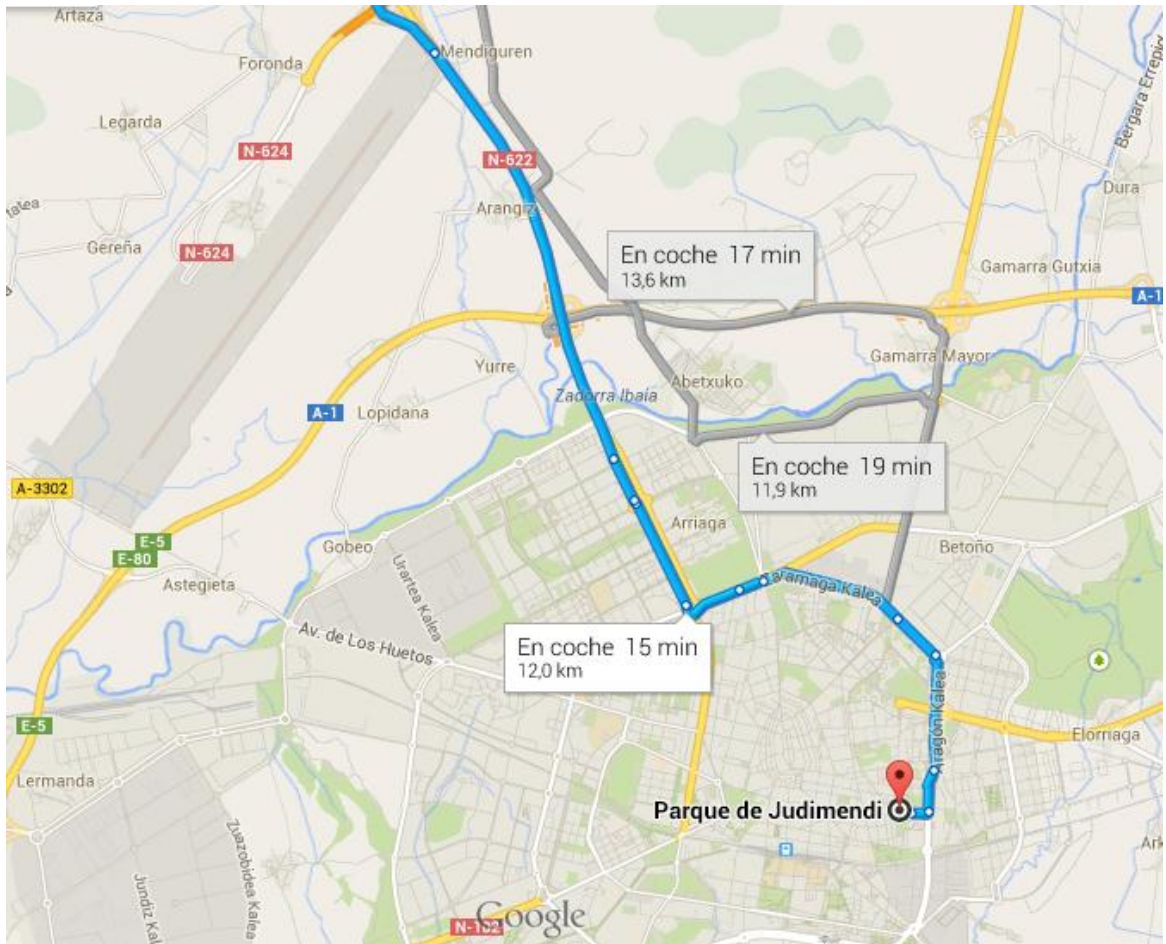 Artaza
Mendiguren
Foronda
Legarda
N-624
N-622
Bergara Errepid
Dura
Arangiz
Gereña
N-624
En coche 17 min
13,6 km
Gamarra Gutxia
A-1
Gamarra Mayor
Yurre
Abetxuko
Zadorra Ibaia
A-1
Lopidana
En coche 19 min
11,9 km
A-3302
Arriaga
E-5
E-80
Gobeo
Betoño
Astegieta
Urartea Kalea
aramaga Kalea
Av. de Los Huetos
En coche 15 min
12,0 km
Aragón Kalea
E-5
Elorriaga
Lermanda
Parque de Judimendi
Zuazobidea Kalea
Jundiz Kalea
Ark
N-102
Google